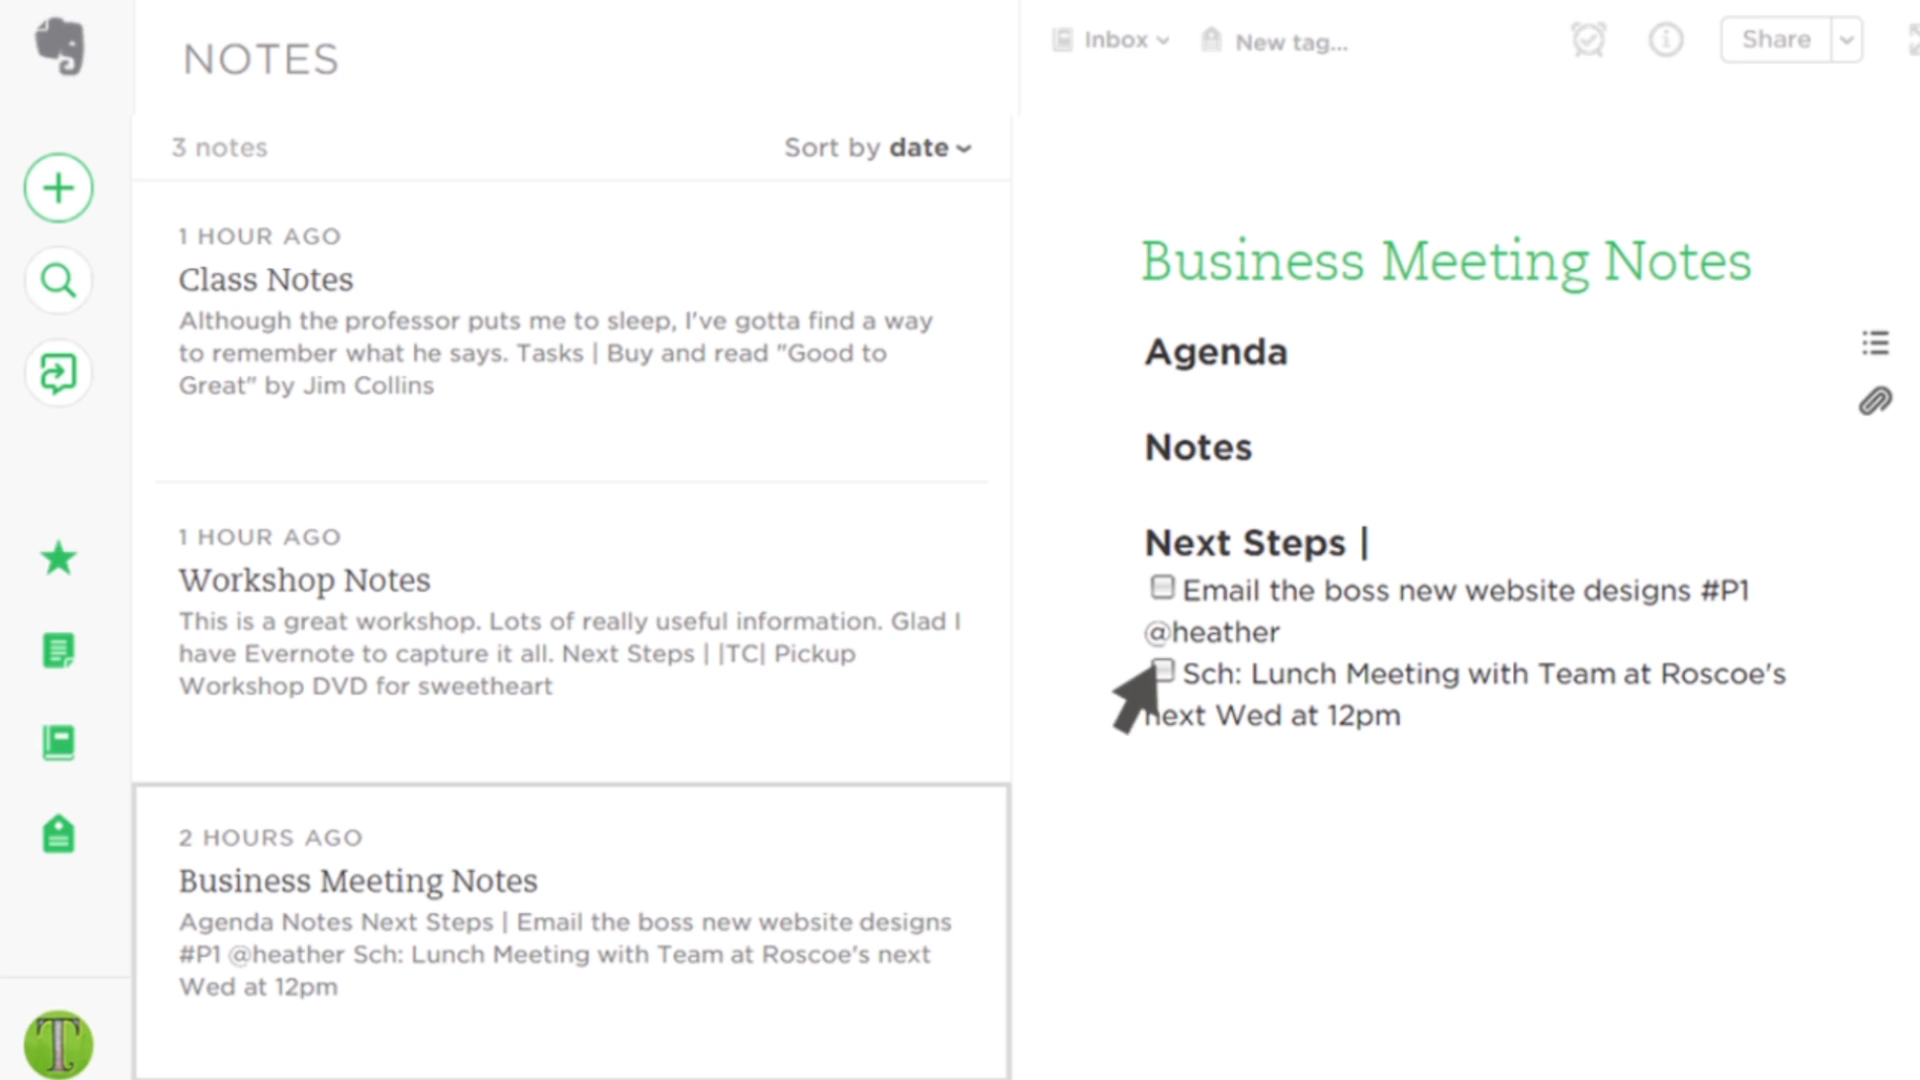 NOTES
3 notes
Sort by date
1 HOUR AGO
Class Notes
Although the professor puts me to sleep, I've gotta find a way
to remember what he says. Tasks | Buy and read "Good to
Great" by Jim Collins
1 HOUR AGO
Workshop Notes
This is a great workshop. Lots of really useful information. Glad I
have Evernote to capture it all. Next Steps | |TC| Pickup
Workshop DVD for sweetheart
2 HOURS AGO
Business Meeting Notes
Agenda Notes Next Steps | Email the boss new website designs
#P1 @heather Sch: Lunch Meeting with Team at Roscoe's next
Wed at 12pm
T
Inbox
New tag...
Share
Business Meeting Notes
Agenda
Notes
Next Steps |
Email the boss new website designs #P1
@heather
Sch: Lunch Meeting with Team at Roscoe's
next Wed at 12pm